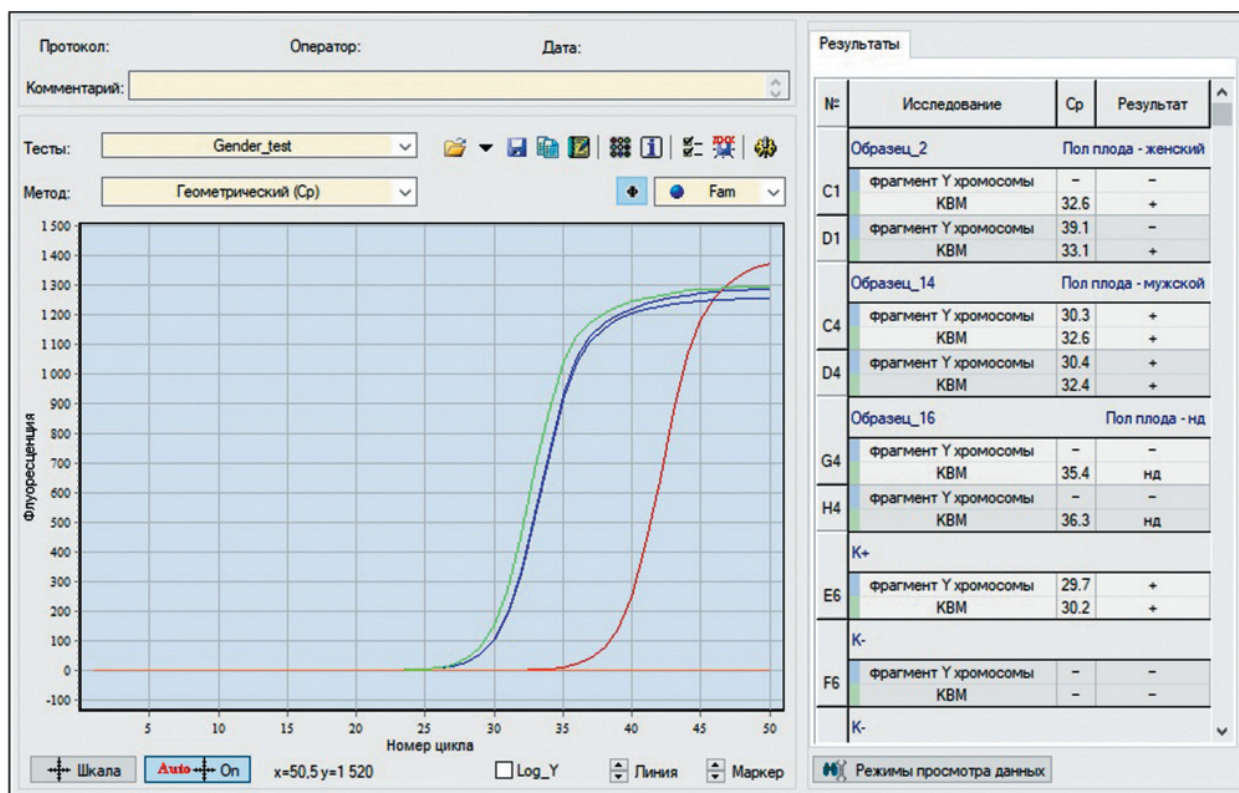 Протокол: Оператор: Дата:
Комментарий:
Тесты: Gender_test
Метод: Геометрический (Cp) Ф Fam
Флуоресценция
1 500
1 400
1 300
1 200
1 100
1 000
900
800
700
600
500
400
300
200
100
0
-100
5 10 15 20 25 30 35 40 45 50
Номер цикла
Шкала Auto On x=50,5 y=1 520 Log_Y Линия Маркер
Результаты
№ Исследование Cp Результат
Образец_2 Пол плода - женский
C1 фрагмент Y хромосомы – –
КВМ 32.6 +
D1 фрагмент Y хромосомы 39.1 –
КВМ 33.1 +
Образец_14 Пол плода - мужской
C4 фрагмент Y хромосомы 30.3 +
КВМ 32.6 +
D4 фрагмент Y хромосомы 30.4 +
КВМ 32.4 +
Образец_16 Пол плода - нд
G4 фрагмент Y хромосомы – –
КВМ 35.4 нд
H4 фрагмент Y хромосомы – –
КВМ 36.3 нд
К+
E6 фрагмент Y хромосомы 29.7 +
КВМ 30.2 +
К-
F6 фрагмент Y хромосомы – –
КВМ – –
К-
Режимы просмотра данных